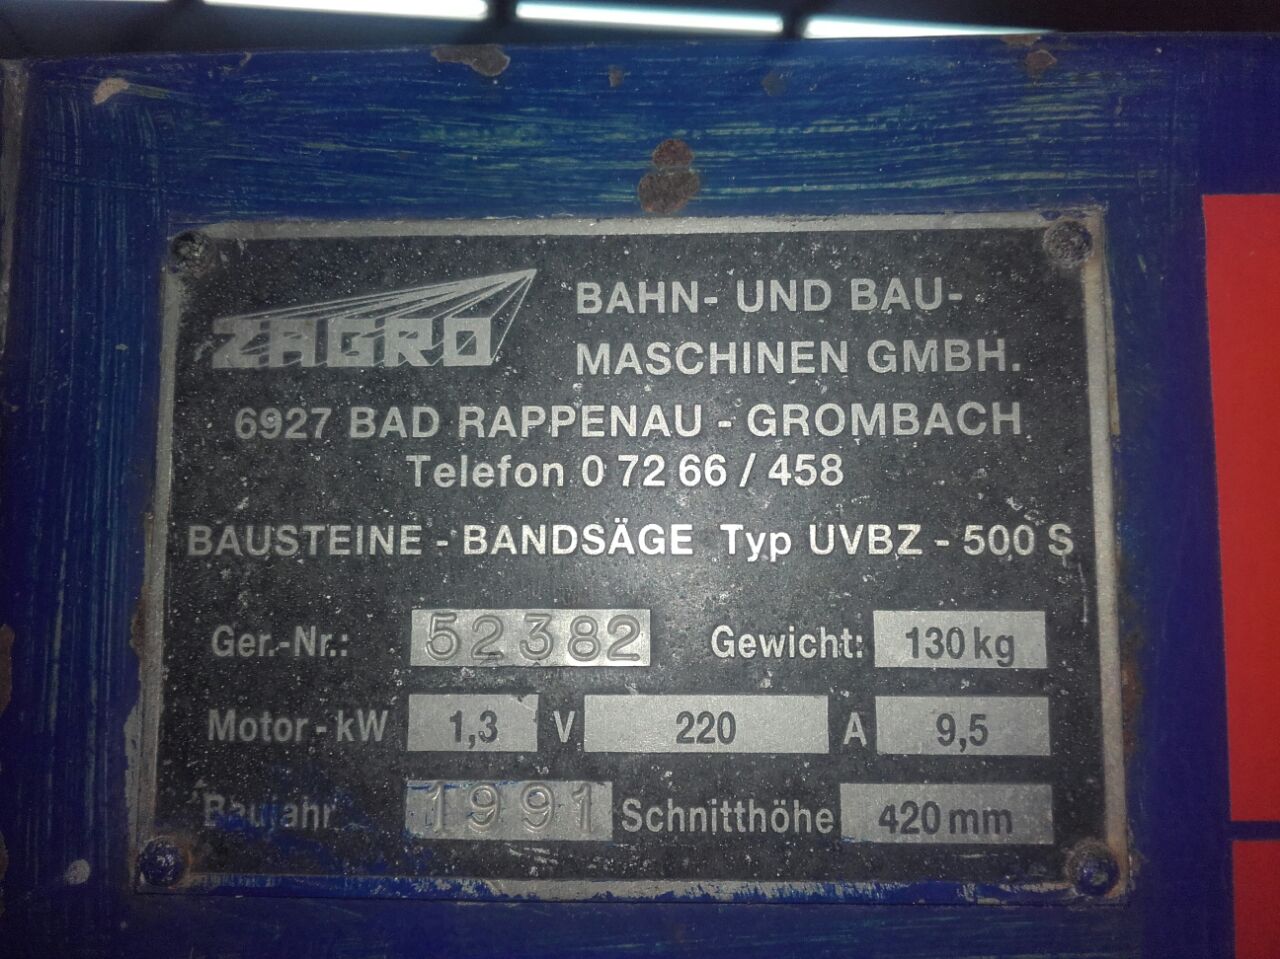 ZAGRO
BAHN- UND BAU-
MASCHINEN GMBH.
6927 BAD RAPPENAU - GROMBACH
Telefon 0 72 66 / 458
BAUSTEINE - BANDSÄGE Typ UVBZ - 500 S
Ger.-Nr.: 52382 Gewicht: 130 kg
Motor - kW 1,3 V 220 A 9,5
Baujahr 1991 Schnitthöhe 420 mm